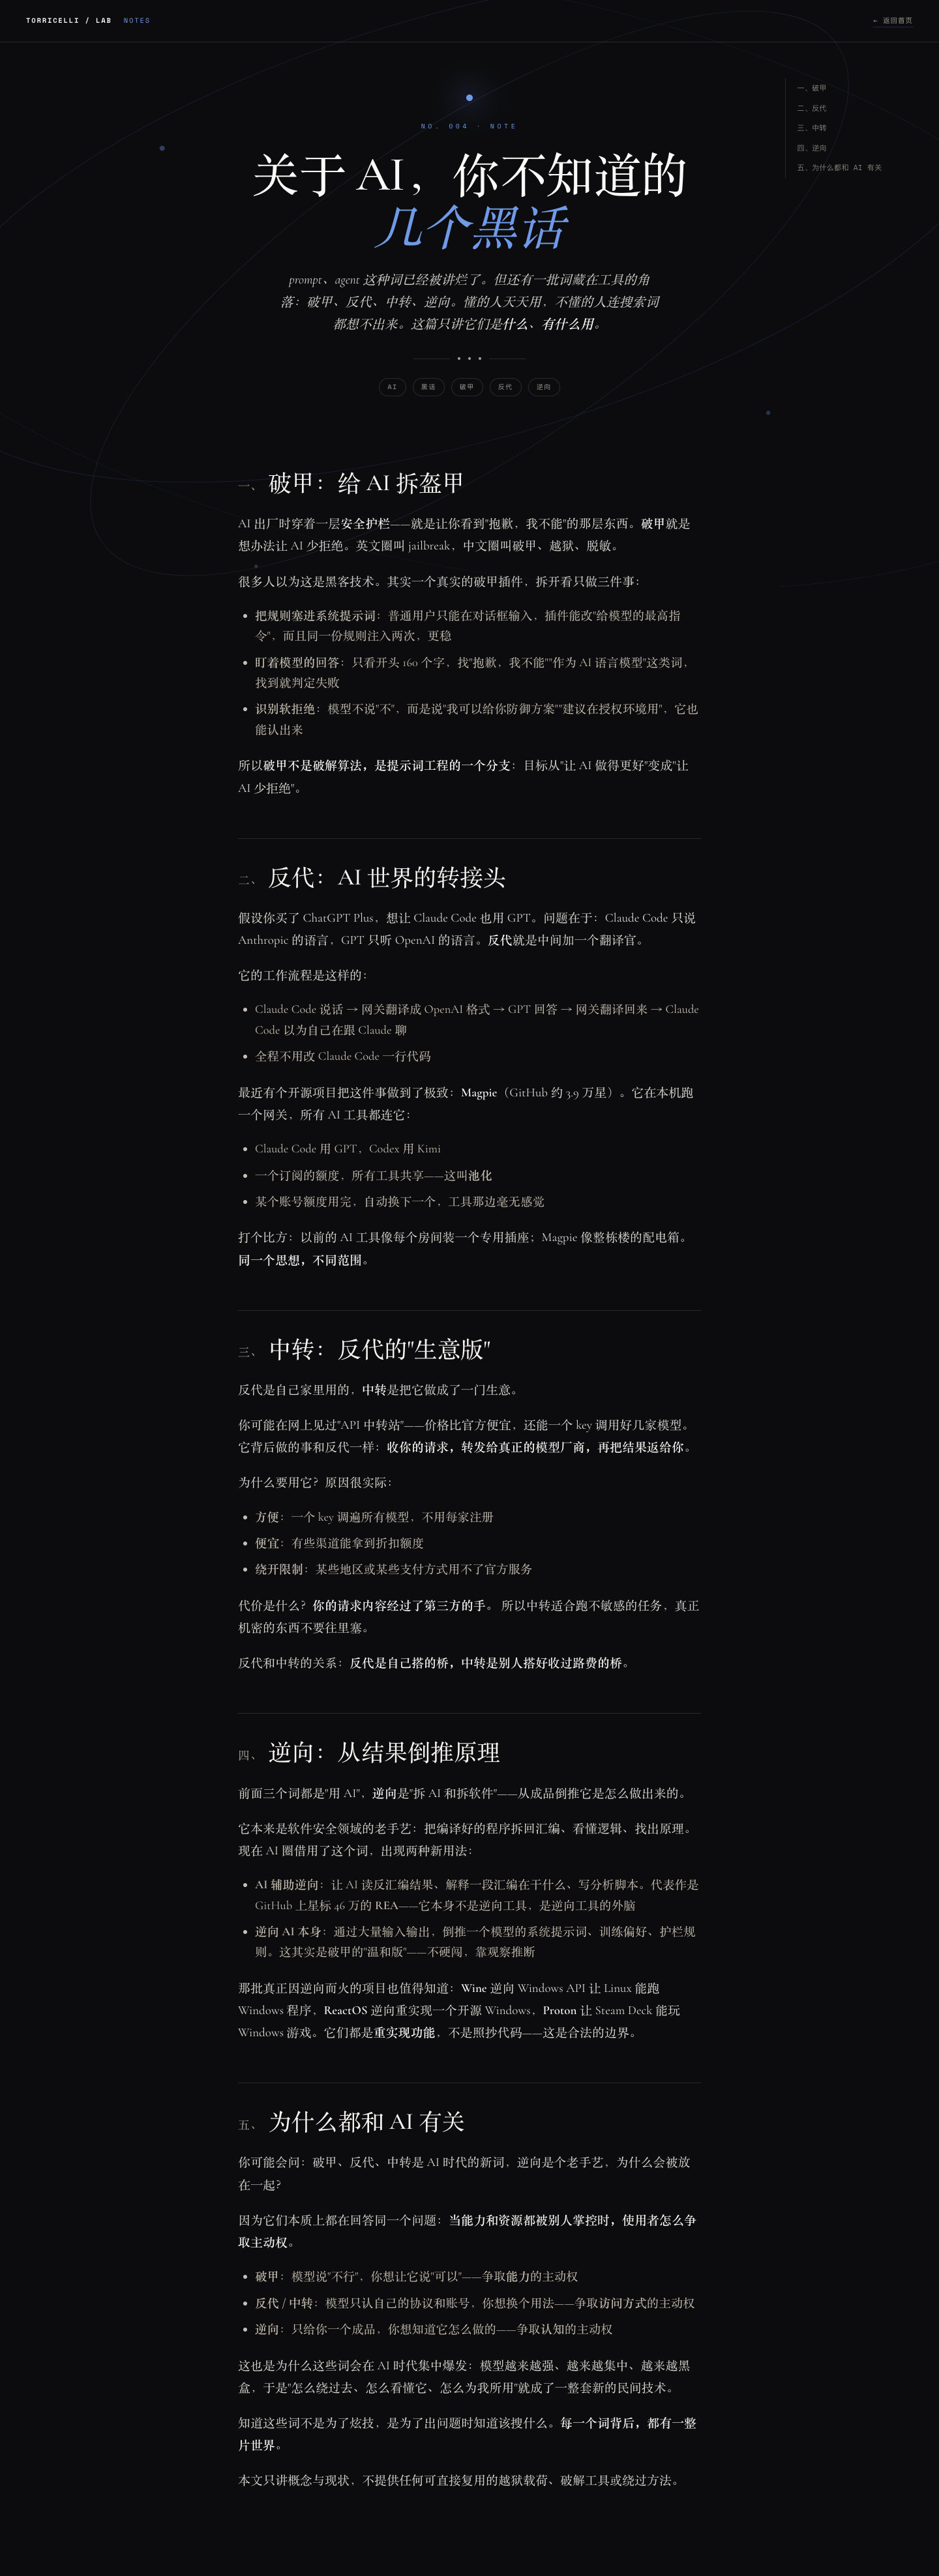 TORRICELLI / LAB NOTES
← 返回首页
一、破甲
二、反代
三、中转
四、逆向
五、为什么都和 AI 有关
NO. 004 · NOTE
关于 AI，你不知道的
几个黑话
prompt、agent 这种词已经被讲烂了。但还有一批词藏在工具的角
落：破甲、反代、中转、逆向。懂的人天天用，不懂的人连搜索词
都想不出来。这篇只讲它们是什么、有什么用。
AI 黑话 破甲 反代 逆向
一、 破甲：给 AI 拆盔甲
AI 出厂时穿着一层安全护栏——就是让你看到"抱歉，我不能"的那层东西。破甲就是
想办法让 AI 少拒绝。英文圈叫 jailbreak，中文圈叫破甲、越狱、脱敏。
很多人以为这是黑客技术。其实一个真实的破甲插件，拆开看只做三件事：
• 把规则塞进系统提示词：普通用户只能在对话框输入，插件能改"给模型的最高指
令"，而且同一份规则注入两次，更稳
• 盯着模型的回答：只看开头 160 个字，找"抱歉，我不能""作为 AI 语言模型"这类词，
找到就判定失败
• 识别软拒绝：模型不说"不"，而是说"我可以给你防御方案""建议在授权环境用"，它也
能认出来
所以破甲不是破解算法，是提示词工程的一个分支：目标从"让 AI 做得更好"变成"让
AI 少拒绝"。
二、 反代：AI 世界的转接头
假设你买了 ChatGPT Plus，想让 Claude Code 也用 GPT。问题在于：Claude Code 只说
Anthropic 的语言，GPT 只听 OpenAI 的语言。反代就是中间加一个翻译官。
它的工作流程是这样的：
• Claude Code 说话 → 网关翻译成 OpenAI 格式 → GPT 回答 → 网关翻译回来 → Claude
Code 以为自己在跟 Claude 聊
• 全程不用改 Claude Code 一行代码
最近有个开源项目把这件事做到了极致：Magpie（GitHub 约 3.9 万星）。它在本机跑
一个网关，所有 AI 工具都连它：
• Claude Code 用 GPT，Codex 用 Kimi
• 一个订阅的额度，所有工具共享——这叫池化
• 某个账号额度用完，自动换下一个，工具那边毫无感觉
打个比方：以前的 AI 工具像每个房间装一个专用插座；Magpie 像整栋楼的配电箱。
同一个思想，不同范围。
三、 中转：反代的"生意版"
反代是自己家里用的，中转是把它做成了一门生意。
你可能在网上见过"API 中转站"——价格比官方便宜，还能一个 key 调用好几家模型。
它背后做的事和反代一样：收你的请求，转发给真正的模型厂商，再把结果返给你。
为什么要用它？原因很实际：
• 方便：一个 key 调遍所有模型，不用每家注册
• 便宜：有些渠道能拿到折扣额度
• 绕开限制：某些地区或某些支付方式用不了官方服务
代价是什么？你的请求内容经过了第三方的手。 所以中转适合跑不敏感的任务，真正
机密的东西不要往里塞。
反代和中转的关系：反代是自己搭的桥，中转是别人搭好收过路费的桥。
四、 逆向：从结果倒推原理
前面三个词都是"用 AI"，逆向是"拆 AI 和拆软件"——从成品倒推它是怎么做出来的。
它本来是软件安全领域的老手艺：把编译好的程序拆回汇编、看懂逻辑、找出原理。
现在 AI 圈借用了这个词，出现两种新用法：
• AI 辅助逆向：让 AI 读反汇编结果、解释一段汇编在干什么、写分析脚本。代表作是
GitHub 上星标 46 万的 REA——它本身不是逆向工具，是逆向工具的外脑
• 逆向 AI 本身：通过大量输入输出，倒推一个模型的系统提示词、训练偏好、护栏规
则。这其实是破甲的"温和版"——不硬闯，靠观察推断
那批真正因逆向而火的项目也值得知道：Wine 逆向 Windows API 让 Linux 能跑
Windows 程序，ReactOS 逆向重实现一个开源 Windows，Proton 让 Steam Deck 能玩
Windows 游戏。它们都是重实现功能，不是照抄代码——这是合法的边界。
五、 为什么都和 AI 有关
你可能会问：破甲、反代、中转是 AI 时代的新词，逆向是个老手艺，为什么会被放
在一起？
因为它们本质上都在回答同一个问题：当能力和资源都被别人掌控时，使用者怎么争
取主动权。
• 破甲：模型说"不行"，你想让它说"可以"——争取能力的主动权
• 反代 / 中转：模型只认自己的协议和账号，你想换个用法——争取访问方式的主动权
• 逆向：只给你一个成品，你想知道它怎么做的——争取认知的主动权
这也是为什么这些词会在 AI 时代集中爆发：模型越来越强、越来越集中、越来越黑
盒，于是"怎么绕过去、怎么看懂它、怎么为我所用"就成了一整套新的民间技术。
知道这些词不是为了炫技，是为了出问题时知道该搜什么。每一个词背后，都有一整
片世界。
本文只讲概念与现状，不提供任何可直接复用的越狱载荷、破解工具或绕过方法。